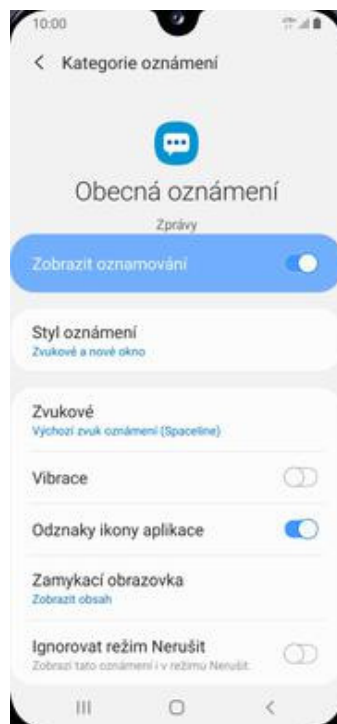 10:00
Kategorie oznámení
Obecná oznámení
Zprávy
Zobrazit oznamování
Styl oznámení
Zvukové a nové okno
Zvukové
Výchozí zvuk oznámení (Spaceline)
Vibrace
Odznaky ikony aplikace
Zamykací obrazovka
Zobrazit obsah
Ignorovat režim Nerušit
Zobrazí tato oznámení i v režimu Nerušit.